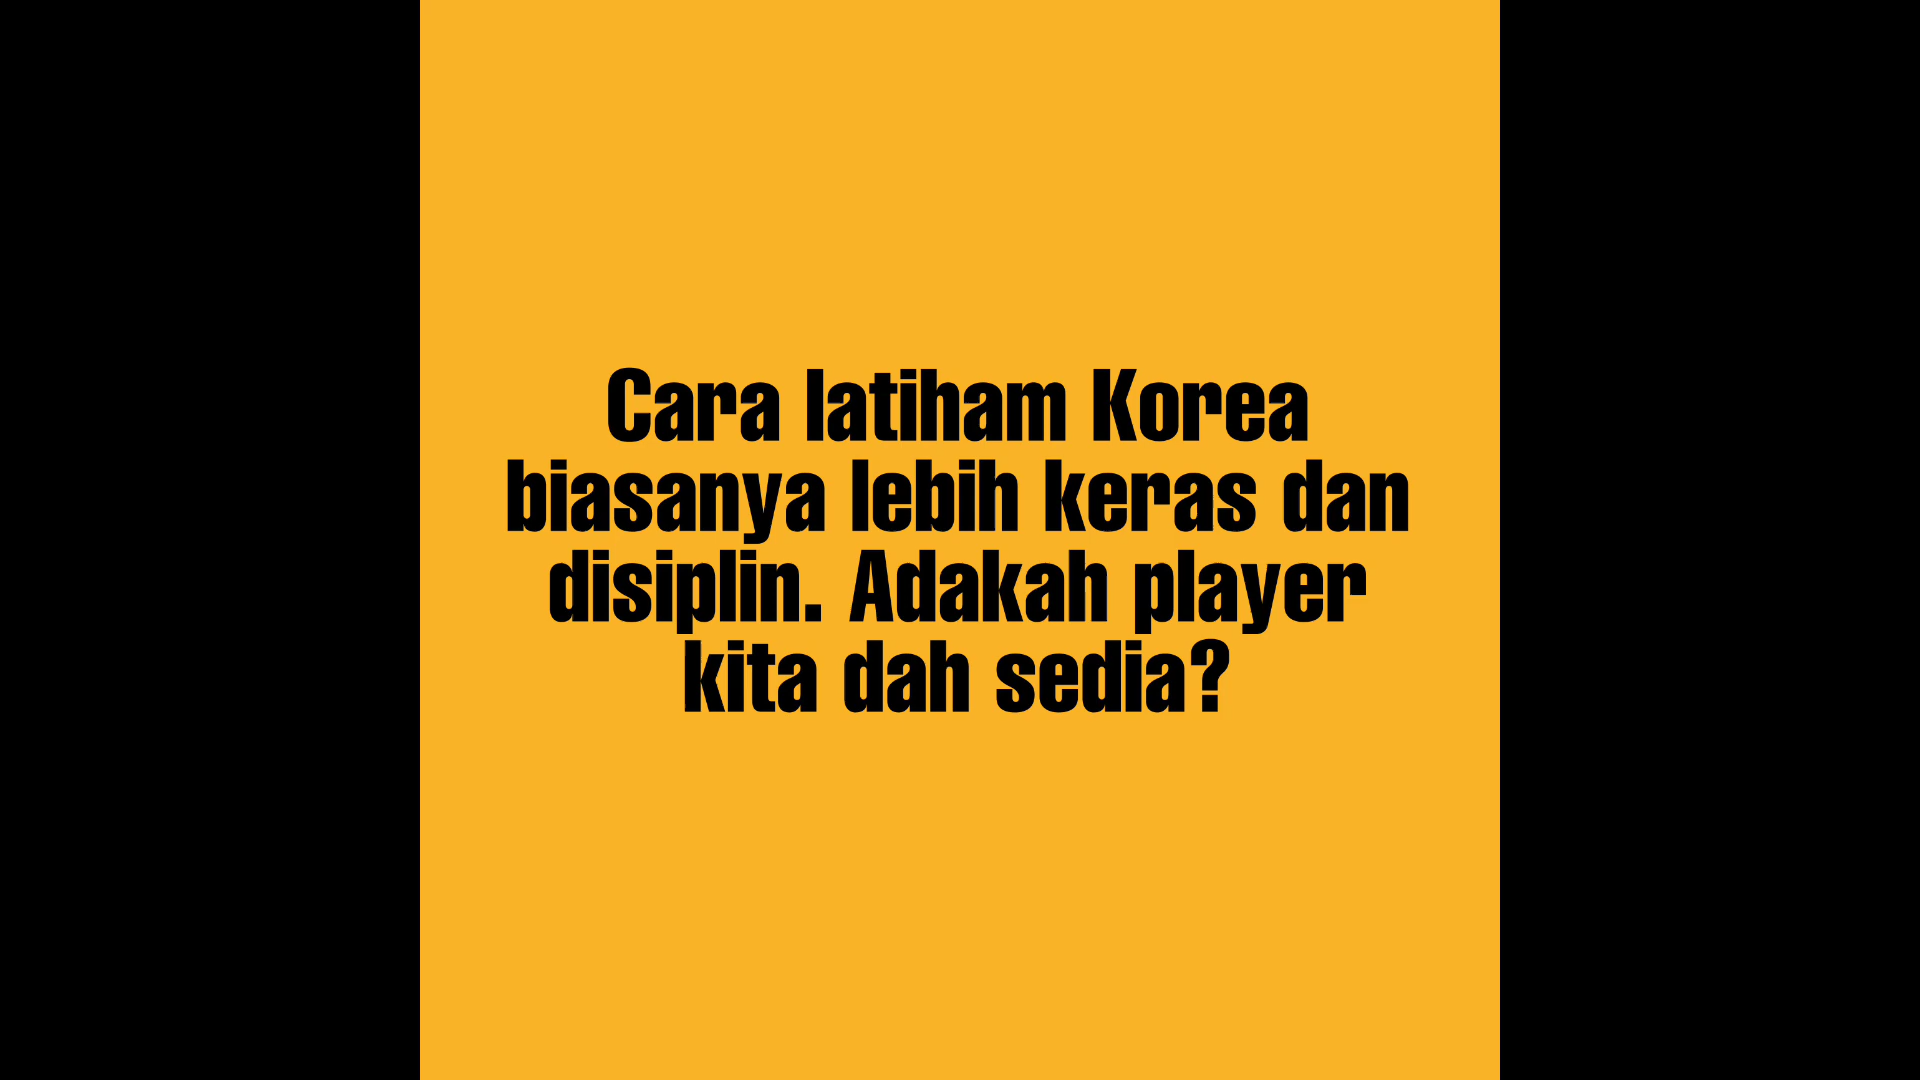 Cara latiham Korea
biasanya lebih keras dan
disiplin. Adakah player
kita dah sedia?